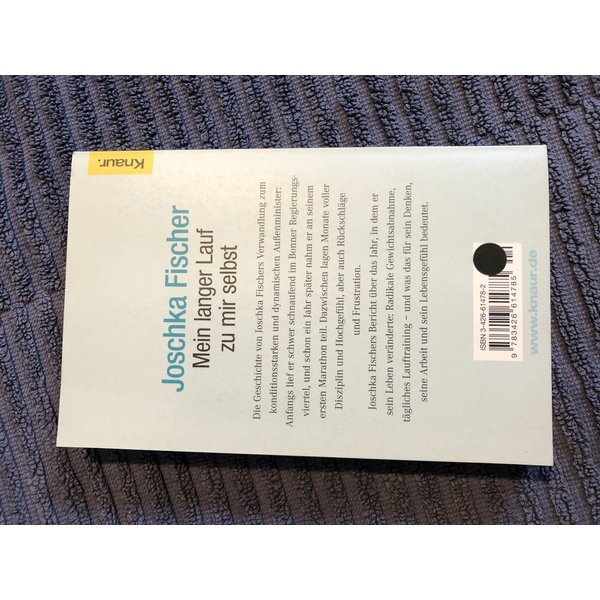 Knaur.
Joschka Fischer
Mein langer Lauf
zu mir selbst
Die Geschichte von Joschka Fischers Verwandlung zum
konditionsstarken und dynamischen Außenminister:
Anfangs lief er schwer schnaufend im Bonner Regierungs-
viertel, und schon ein Jahr später nahm er an seinem
ersten Marathon teil. Dazwischen lagen Monate voller
Disziplin und Hochgefühl, aber auch Rückschläge
und Frustration.
Joschka Fischers Bericht über das Jahr, in dem er
sein Leben veränderte: Radikale Gewichtsabnahme,
tägliches Lauftraining – und was das für sein Denken,
seine Arbeit und sein Lebensgefühl bedeutet.
ISBN 3-426-61478-2
9 783426 614785
www.knaur.de